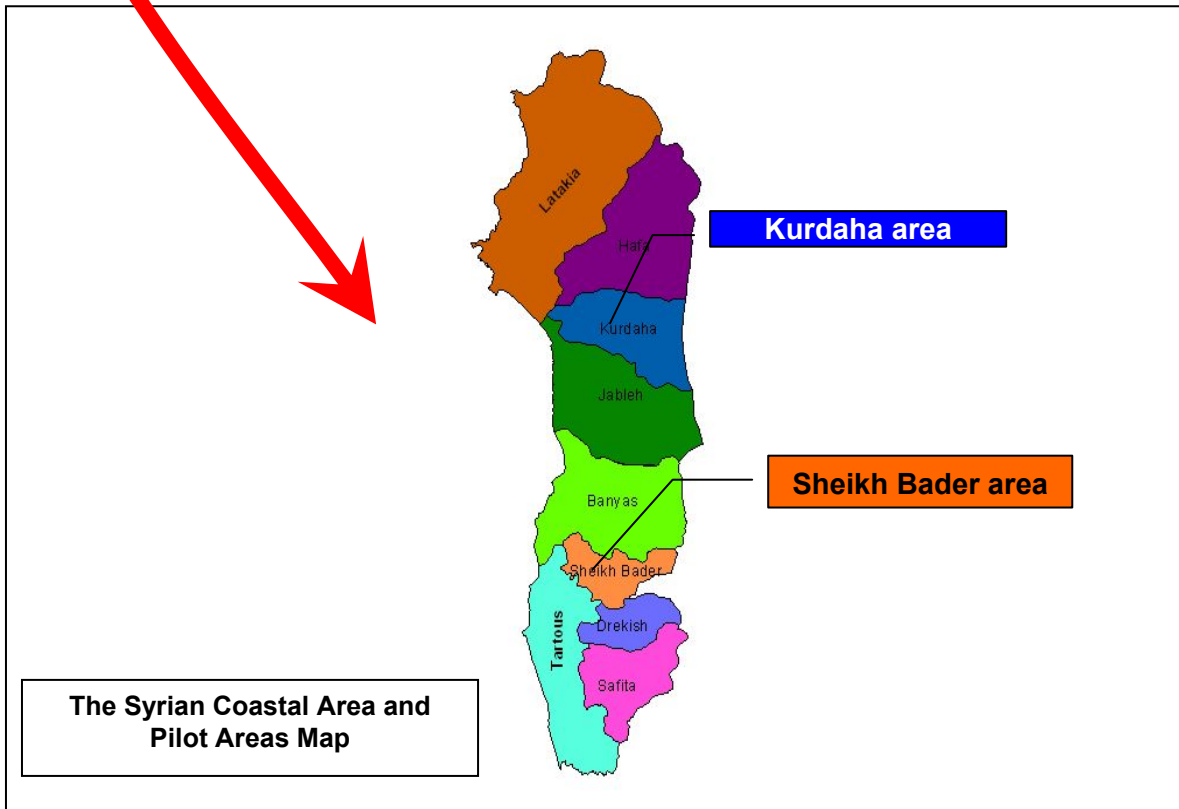 Latakia
Hafa
Kurdaha area
Kurdaha
Jableh
Sheikh Bader area
Banyas
Sheikh Bader
Drekish
Tartous
Safita
The Syrian Coastal Area and
Pilot Areas Map